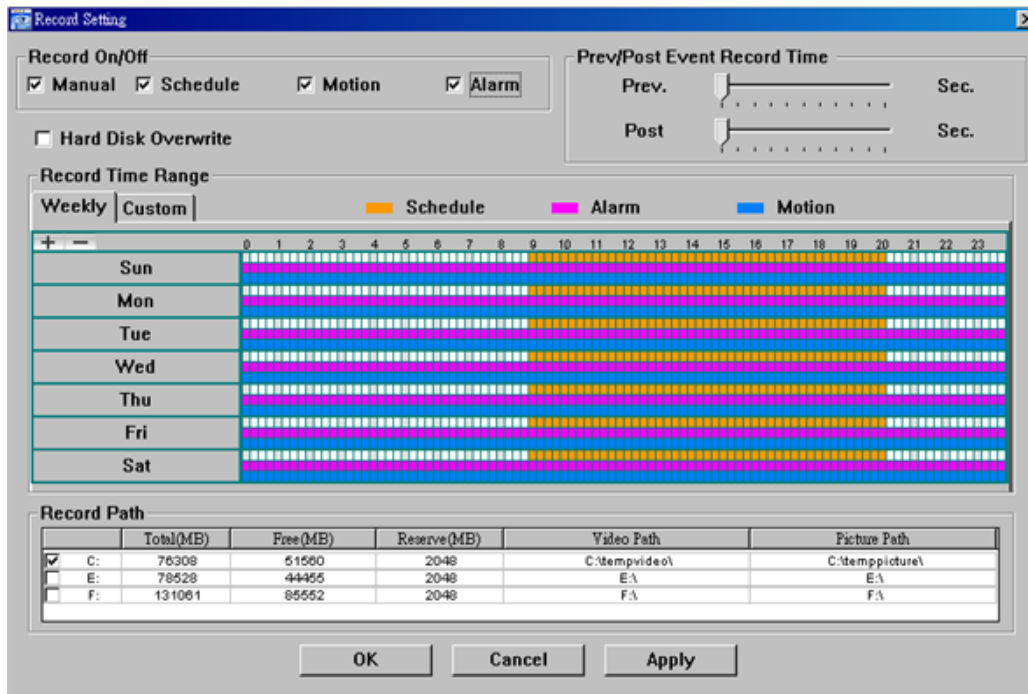 Record Setting
Record On/Off
Manual Schedule Motion Alarm
Prev/Post Event Record Time
Prev. Sec.
Post Sec.
Hard Disk Overwrite
Record Time Range
Weekly Custom Schedule Alarm Motion
+ − 0 1 2 3 4 5 6 7 8 9 10 11 12 13 14 15 16 17 18 19 20 21 22 23
Sun
Mon
Tue
Wed
Thu
Fri
Sat
Record Path
Total(MB) Free(MB) Reserve(MB) Video Path Picture Path
C: 76308 51560 2048 C:\tempvideo\ C:\temppicture\
E: 78528 44455 2048 E:\ E:\
F: 131061 85552 2048 F:\ F:\
OK Cancel Apply